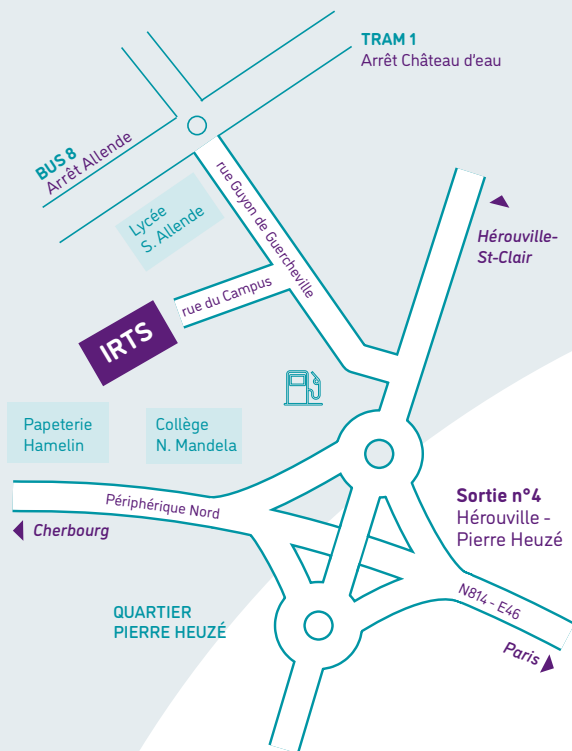 TRAM 1
Arrêt Château d'eau
BUS 8
Arrêt Allende
rue Guyon de Guercheville
Lycée
S. Allende
Hérouville-
St-Clair
rue du Campus
IRTS
Papeterie
Hamelin
Collège
N. Mandela
Périphérique Nord
Cherbourg
Sortie n°4
Hérouville -
Pierre Heuzé
N814 - E46
QUARTIER
PIERRE HEUZÉ
Paris